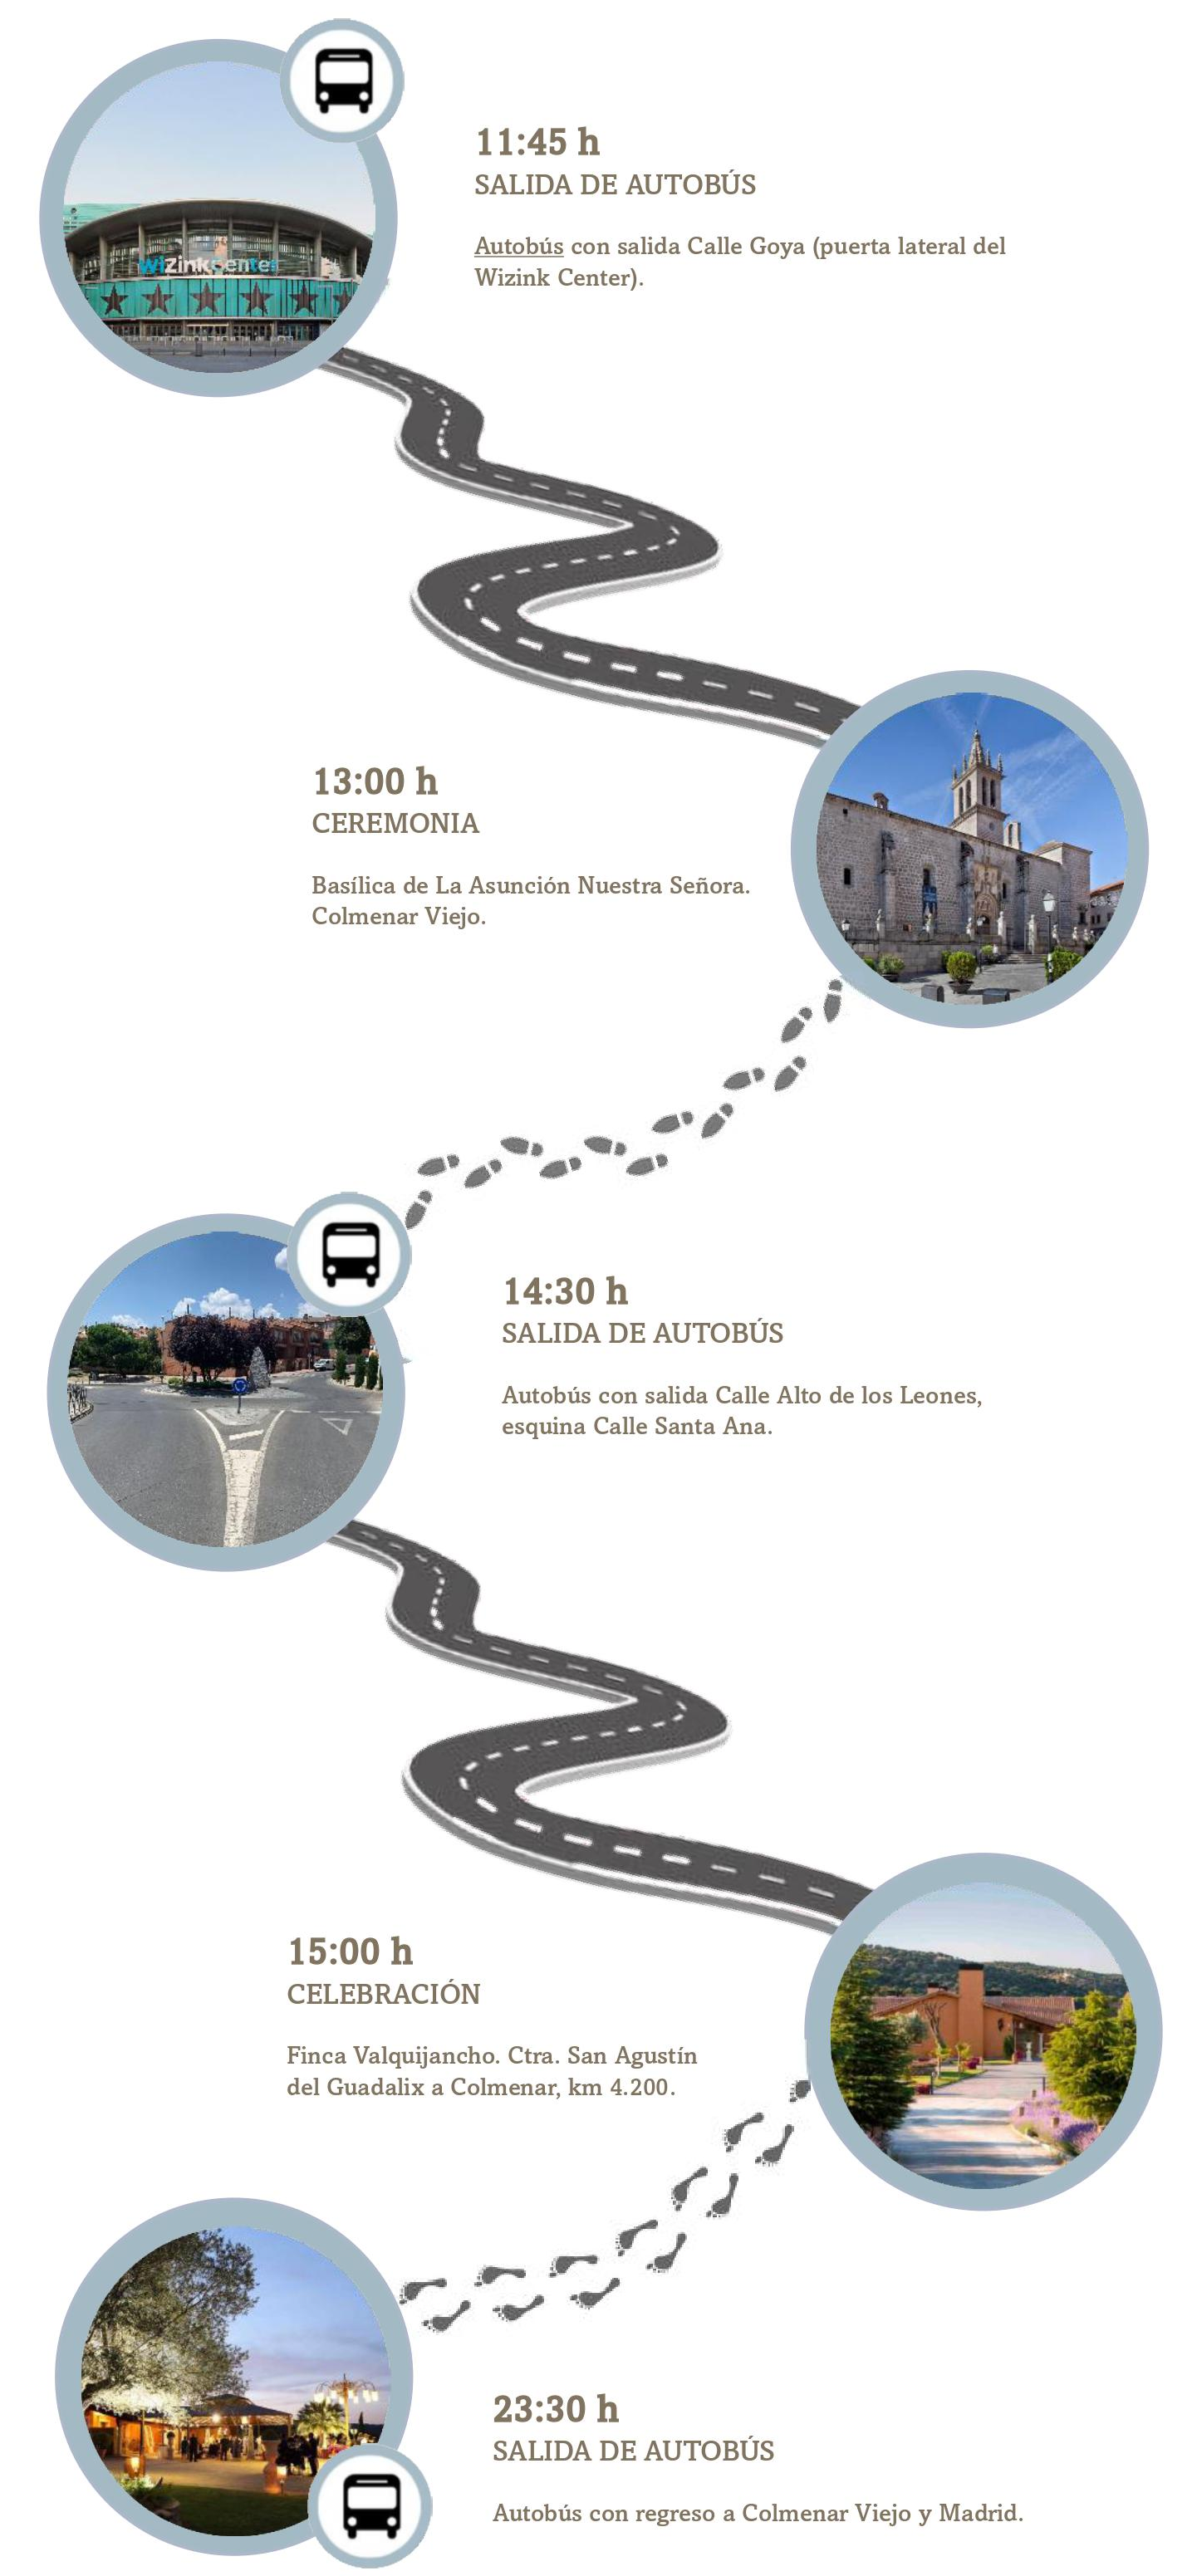 WiZink Center
11:45 h
SALIDA DE AUTOBÚS
Autobús con salida Calle Goya (puerta lateral del
Wizink Center).
13:00 h
CEREMONIA
Basílica de La Asunción Nuestra Señora.
Colmenar Viejo.
14:30 h
SALIDA DE AUTOBÚS
Autobús con salida Calle Alto de los Leones,
esquina Calle Santa Ana.
15:00 h
CELEBRACIÓN
Finca Valquijancho. Ctra. San Agustín
del Guadalix a Colmenar, km 4.200.
23:30 h
SALIDA DE AUTOBÚS
Autobús con regreso a Colmenar Viejo y Madrid.